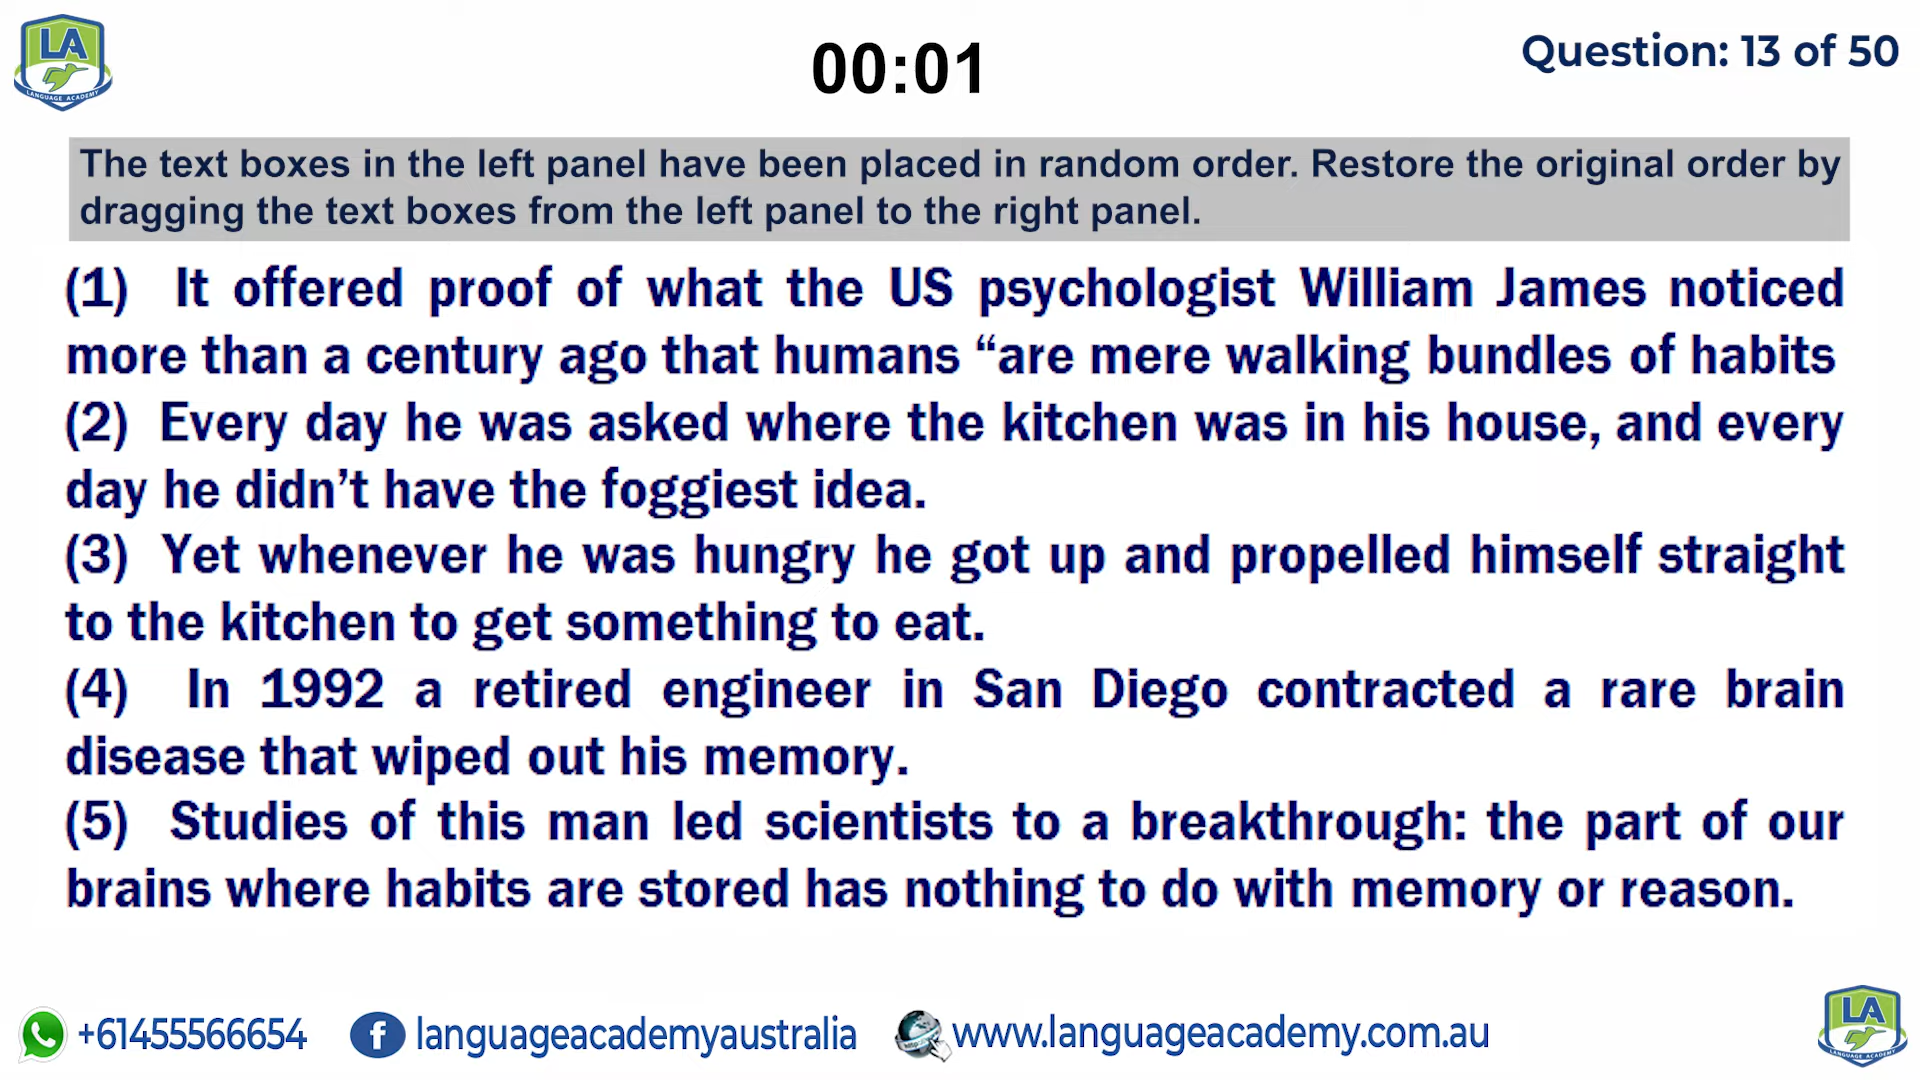 LA
LANGUAGE ACADEMY
00:01
Question: 13 of 50
The text boxes in the left panel have been placed in random order. Restore the original order by
dragging the text boxes from the left panel to the right panel.
(1) It offered proof of what the US psychologist William James noticed
more than a century ago that humans “are mere walking bundles of habits
(2) Every day he was asked where the kitchen was in his house, and every
day he didn’t have the foggiest idea.
(3) Yet whenever he was hungry he got up and propelled himself straight
to the kitchen to get something to eat.
(4) In 1992 a retired engineer in San Diego contracted a rare brain
disease that wiped out his memory.
(5) Studies of this man led scientists to a breakthrough: the part of our
brains where habits are stored has nothing to do with memory or reason.
+61455566654
f languageacademyaustralia
www.languageacademy.com.au
LA
LANGUAGE ACADEMY